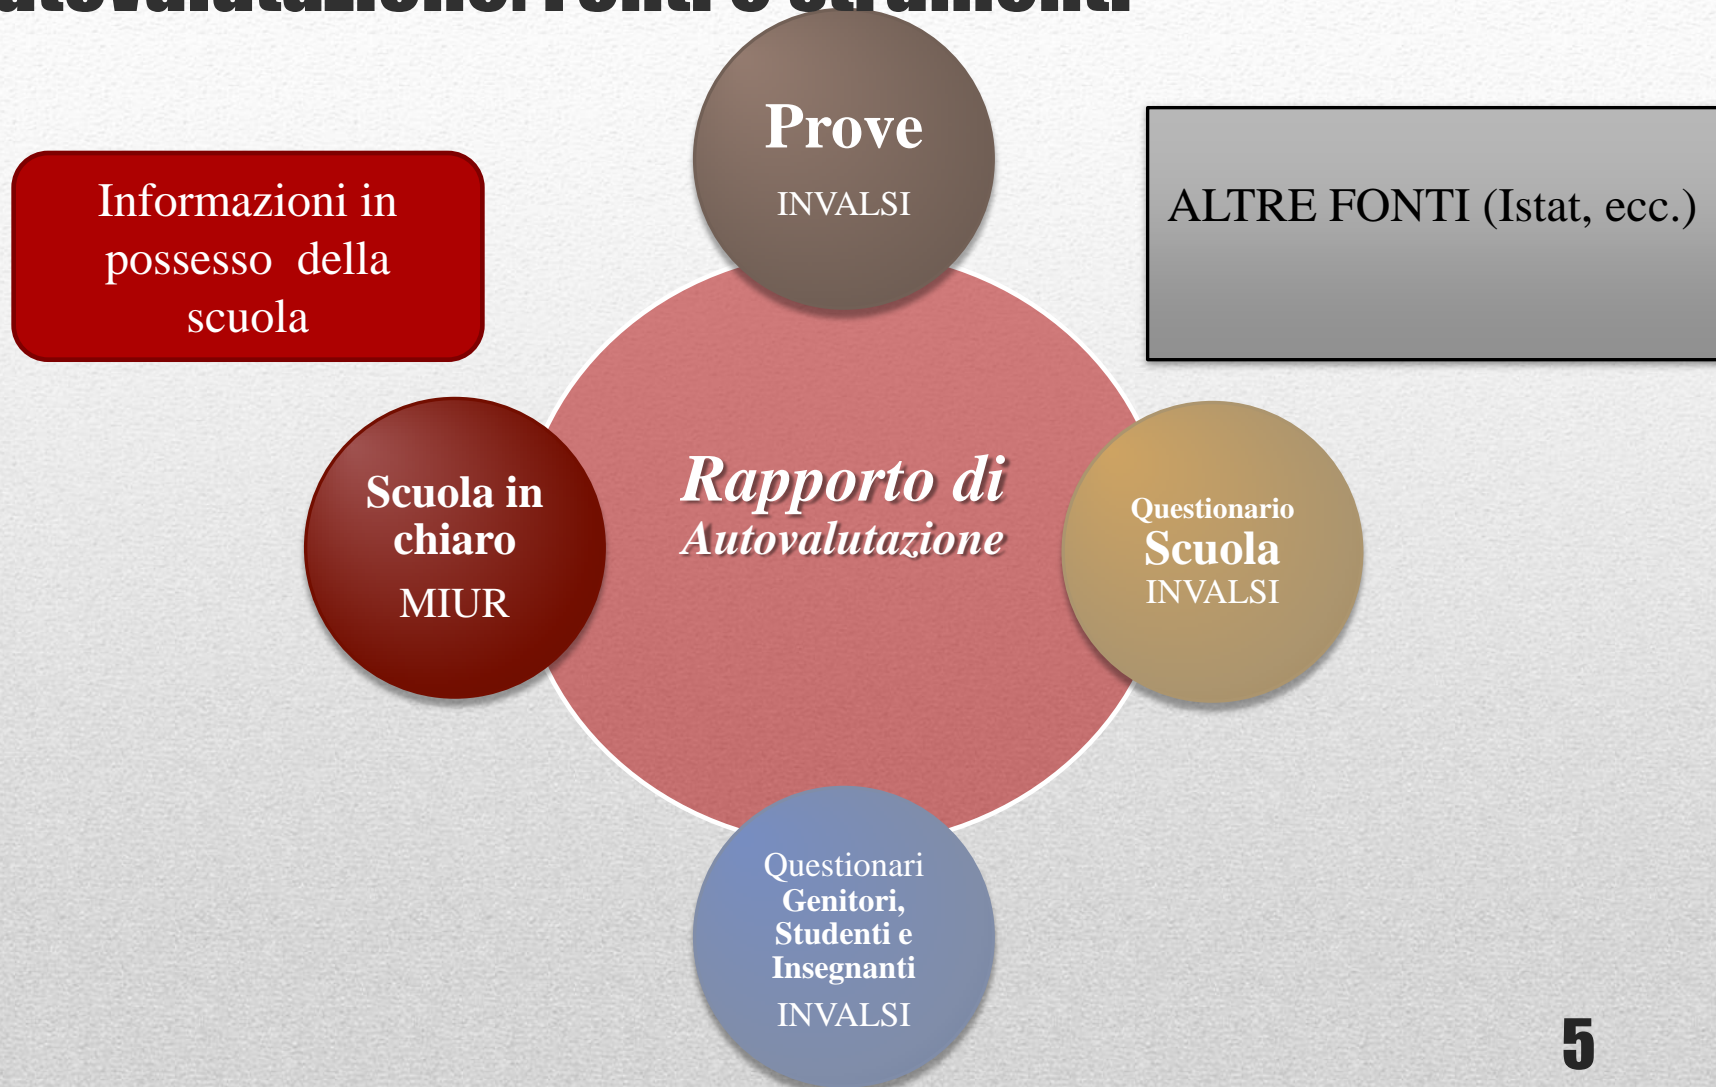 Prove
INVALSI
Informazioni in
possesso della
scuola
ALTRE FONTI (Istat, ecc.)
Scuola in
chiaro
MIUR
Rapporto di
Autovalutazione
Questionario
Scuola
INVALSI
Questionari
Genitori,
Studenti e
Insegnanti
INVALSI
5